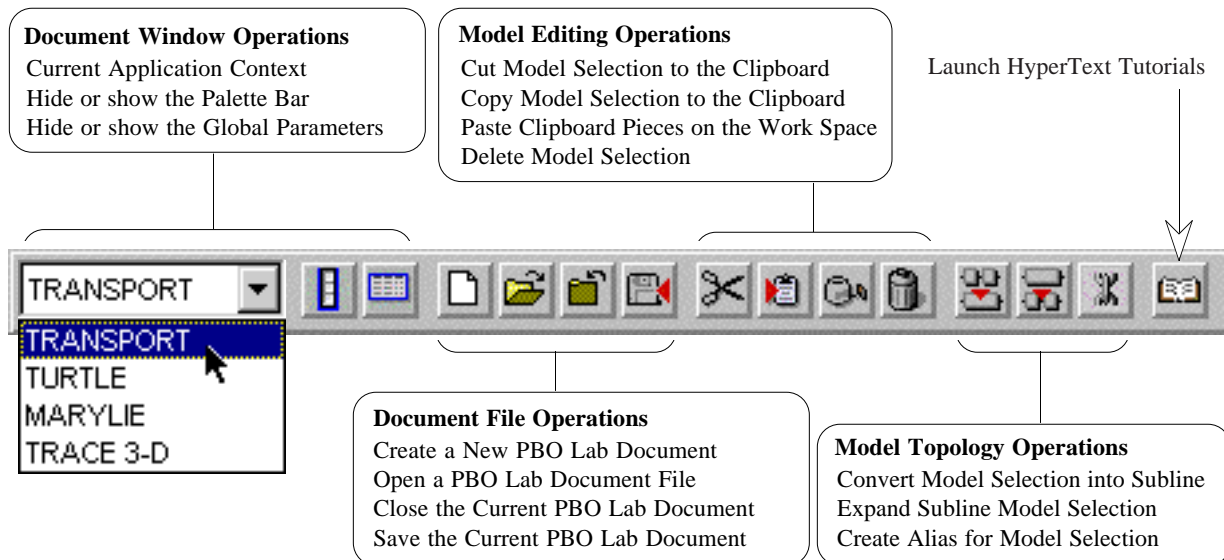 Document Window Operations
Current Application Context
Hide or show the Palette Bar
Hide or show the Global Parameters
Model Editing Operations
Cut Model Selection to the Clipboard
Copy Model Selection to the Clipboard
Paste Clipboard Pieces on the Work Space
Delete Model Selection
Launch HyperText Tutorials
TRANSPORT
TRANSPORT
TURTLE
MARYLIE
TRACE 3-D
Document File Operations
Create a New PBO Lab Document
Open a PBO Lab Document File
Close the Current PBO Lab Document
Save the Current PBO Lab Document
Model Topology Operations
Convert Model Selection into Subline
Expand Subline Model Selection
Create Alias for Model Selection